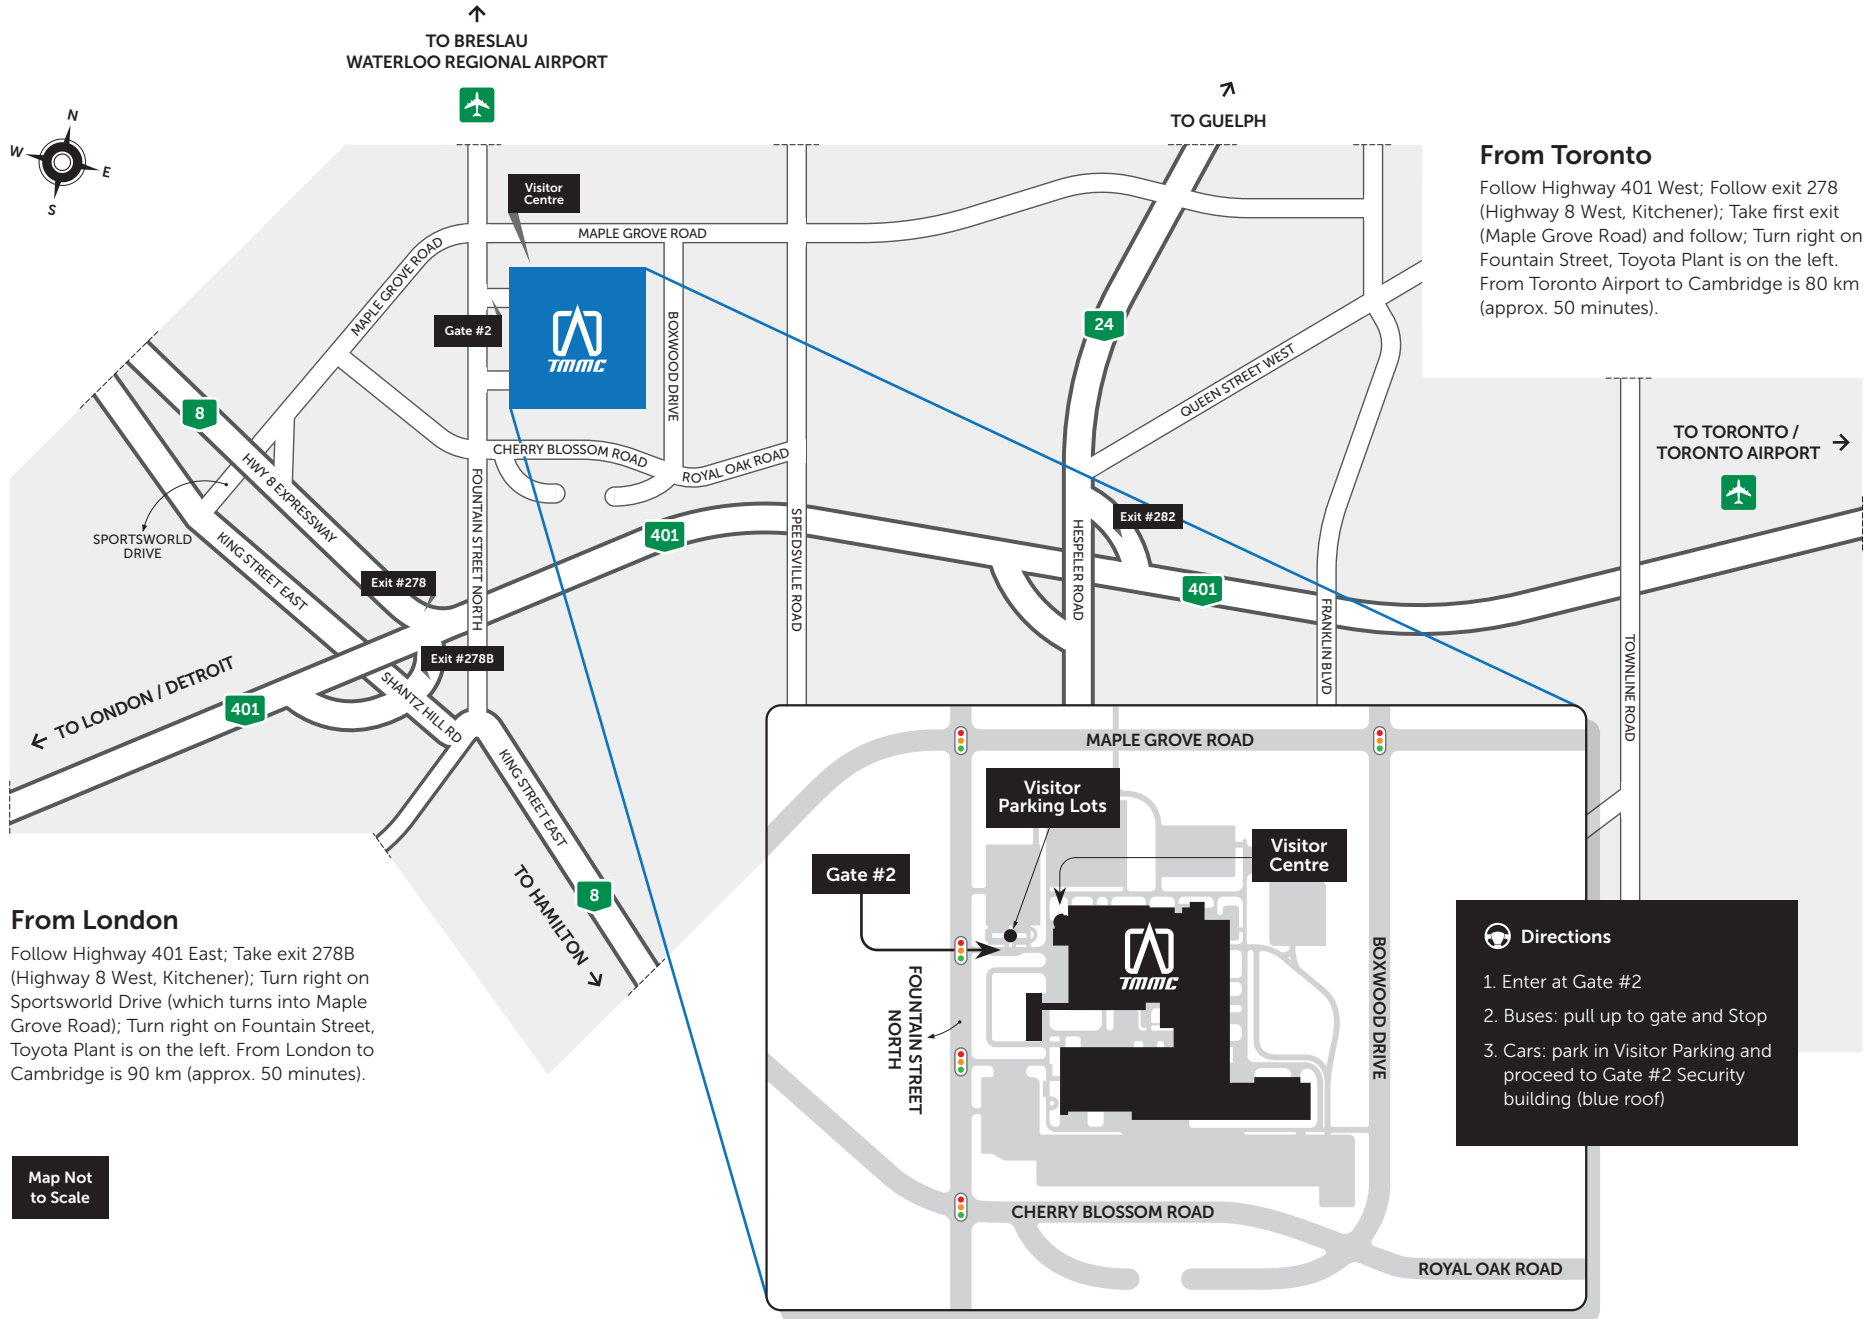 TO BRESLAU
WATERLOO REGIONAL AIRPORT
N
W
E
S
TO GUELPH
From Toronto
Follow Highway 401 West; Follow exit 278
(Highway 8 West, Kitchener); Take first exit
(Maple Grove Road) and follow; Turn right on
Fountain Street, Toyota Plant is on the left.
From Toronto Airport to Cambridge is 80 km
(approx. 50 minutes).
Visitor
Centre
MAPLE GROVE ROAD
MAPLE GROVE ROAD
Gate #2
TMMC
BOXWOOD DRIVE
24
QUEEN STREET WEST
8
HWY 8 EXPRESSWAY
CHERRY BLOSSOM ROAD
ROYAL OAK ROAD
TO TORONTO /
TORONTO AIRPORT
SPORTSWORLD
DRIVE
KING STREET EAST
FOUNTAIN STREET NORTH
401
SPEEDSVILLE ROAD
HESPELER ROAD
Exit #282
401
FRANKLIN BLVD
TOWNLINE ROAD
Exit #278
Exit #278B
TO LONDON / DETROIT
401
SHANTZ HILL RD
KING STREET EAST
8
TO HAMILTON
From London
Follow Highway 401 East; Take exit 278B
(Highway 8 West, Kitchener); Turn right on
Sportsworld Drive (which turns into Maple
Grove Road); Turn right on Fountain Street,
Toyota Plant is on the left. From London to
Cambridge is 90 km (approx. 50 minutes).
Map Not
to Scale
MAPLE GROVE ROAD
Visitor
Parking Lots
Visitor
Centre
Gate #2
TMMC
FOUNTAIN STREET
NORTH
BOXWOOD DRIVE
CHERRY BLOSSOM ROAD
ROYAL OAK ROAD
Directions
1. Enter at Gate #2
2. Buses: pull up to gate and Stop
3. Cars: park in Visitor Parking and
proceed to Gate #2 Security
building (blue roof)